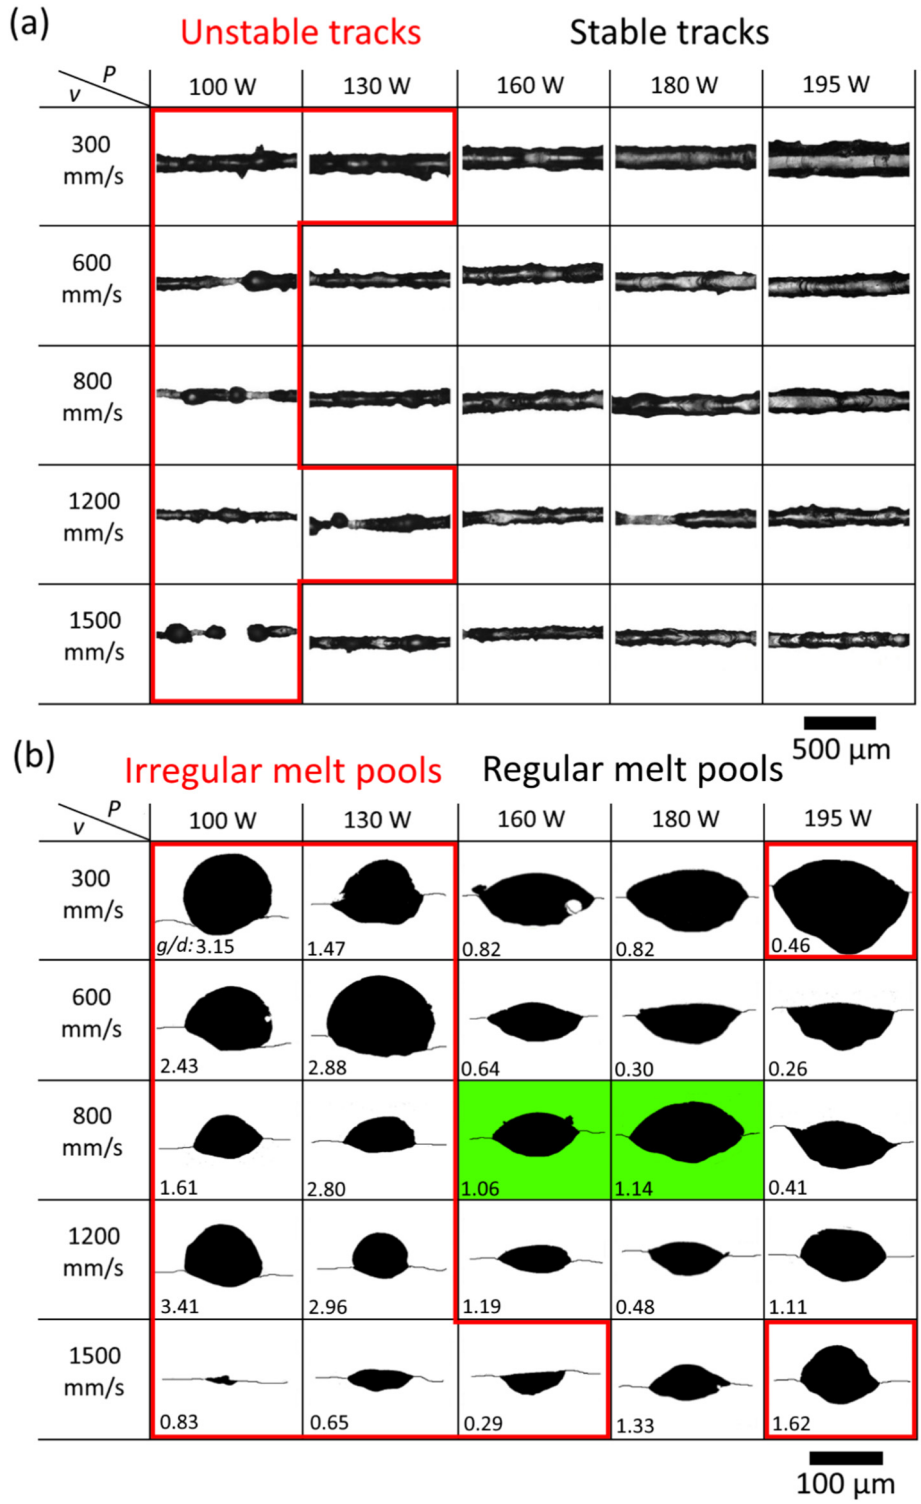 (a)
Unstable tracks Stable tracks
P
v
100 W 130 W 160 W 180 W 195 W
300
mm/s
600
mm/s
800
mm/s
1200
mm/s
1500
mm/s
500 µm
(b)
Irregular melt pools Regular melt pools
P
v
100 W 130 W 160 W 180 W 195 W
300
mm/s
g/d: 3.15 1.47 0.82 0.82 0.46
600
mm/s
2.43 2.88 0.64 0.30 0.26
800
mm/s
1.61 2.80 1.06 1.14 0.41
1200
mm/s
3.41 2.96 1.19 0.48 1.11
1500
mm/s
0.83 0.65 0.29 1.33 1.62
100 µm